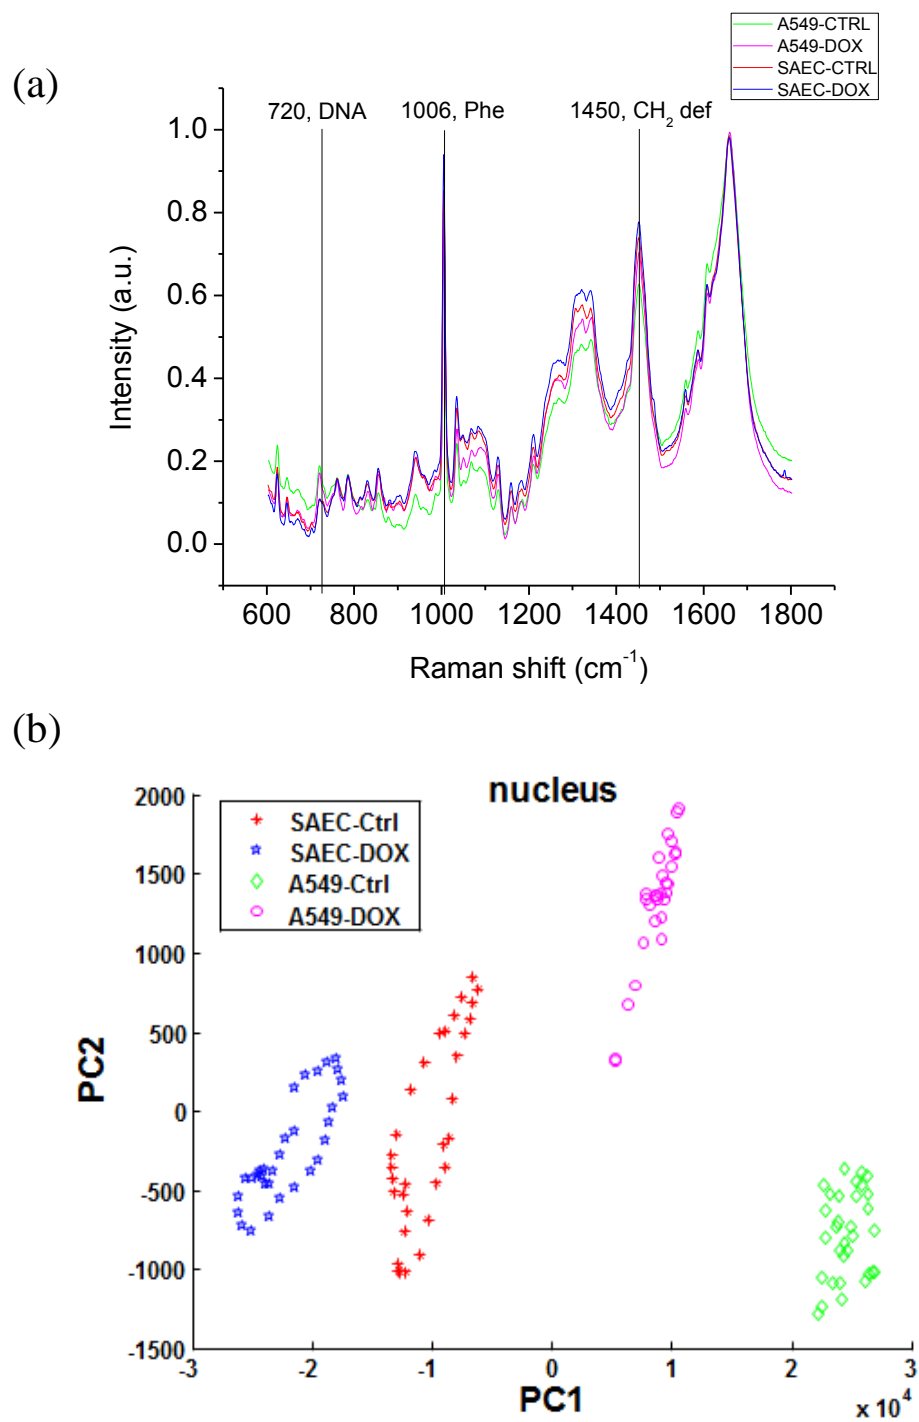 A549-CTRL
A549-DOX
SAEC-CTRL
SAEC-DOX
(a)
720, DNA 1006, Phe 1450, CH2 def
1.0
0.8
0.6
0.4
0.2
0.0
Intensity (a.u.)
600 800 1000 1200 1400 1600 1800
Raman shift (cm-1)
(b)
nucleus
SAEC-Ctrl
SAEC-DOX
A549-Ctrl
A549-DOX
2000
1500
1000
500
0
-500
-1000
-1500
PC2
-3 -2 -1 0 1 2 3
PC1
x 10^4